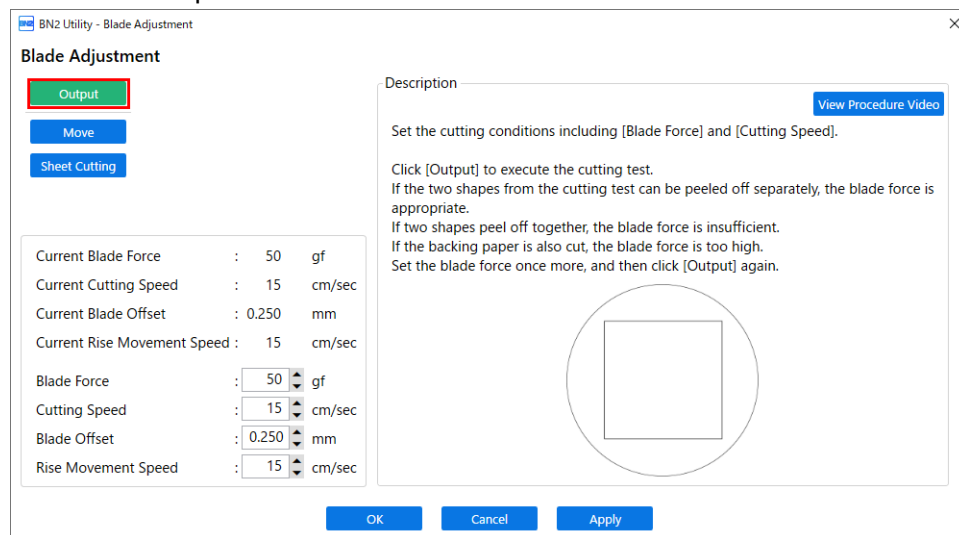 BN2 BN2 Utility - Blade Adjustment
Blade Adjustment
Output
Move
Sheet Cutting
Current Blade Force : 50 gf
Current Cutting Speed : 15 cm/sec
Current Blade Offset : 0.250 mm
Current Rise Movement Speed : 15 cm/sec
Blade Force : 50 gf
Cutting Speed : 15 cm/sec
Blade Offset : 0.250 mm
Rise Movement Speed : 15 cm/sec
Description
View Procedure Video
Set the cutting conditions including [Blade Force] and [Cutting Speed].
Click [Output] to execute the cutting test.
If the two shapes from the cutting test can be peeled off separately, the blade force is
appropriate.
If two shapes peel off together, the blade force is insufficient.
If the backing paper is also cut, the blade force is too high.
Set the blade force once more, and then click [Output] again.
OK Cancel Apply